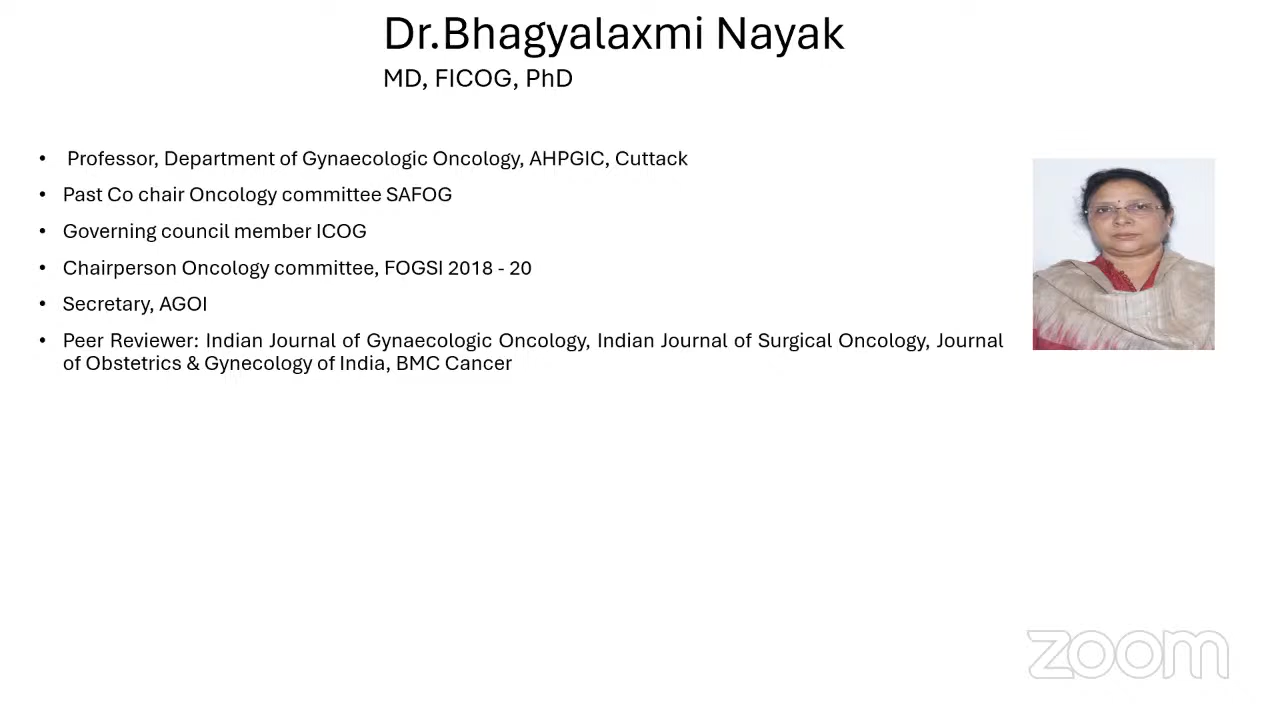 Dr.Bhagyalaxmi Nayak
MD, FICOG, PhD
• Professor, Department of Gynaecologic Oncology, AHPGIC, Cuttack
• Past Co chair Oncology committee SAFOG
• Governing council member ICOG
• Chairperson Oncology committee, FOGSI 2018 - 20
• Secretary, AGOI
• Peer Reviewer: Indian Journal of Gynaecologic Oncology, Indian Journal of Surgical Oncology, Journal
of Obstetrics & Gynecology of India, BMC Cancer
zoom